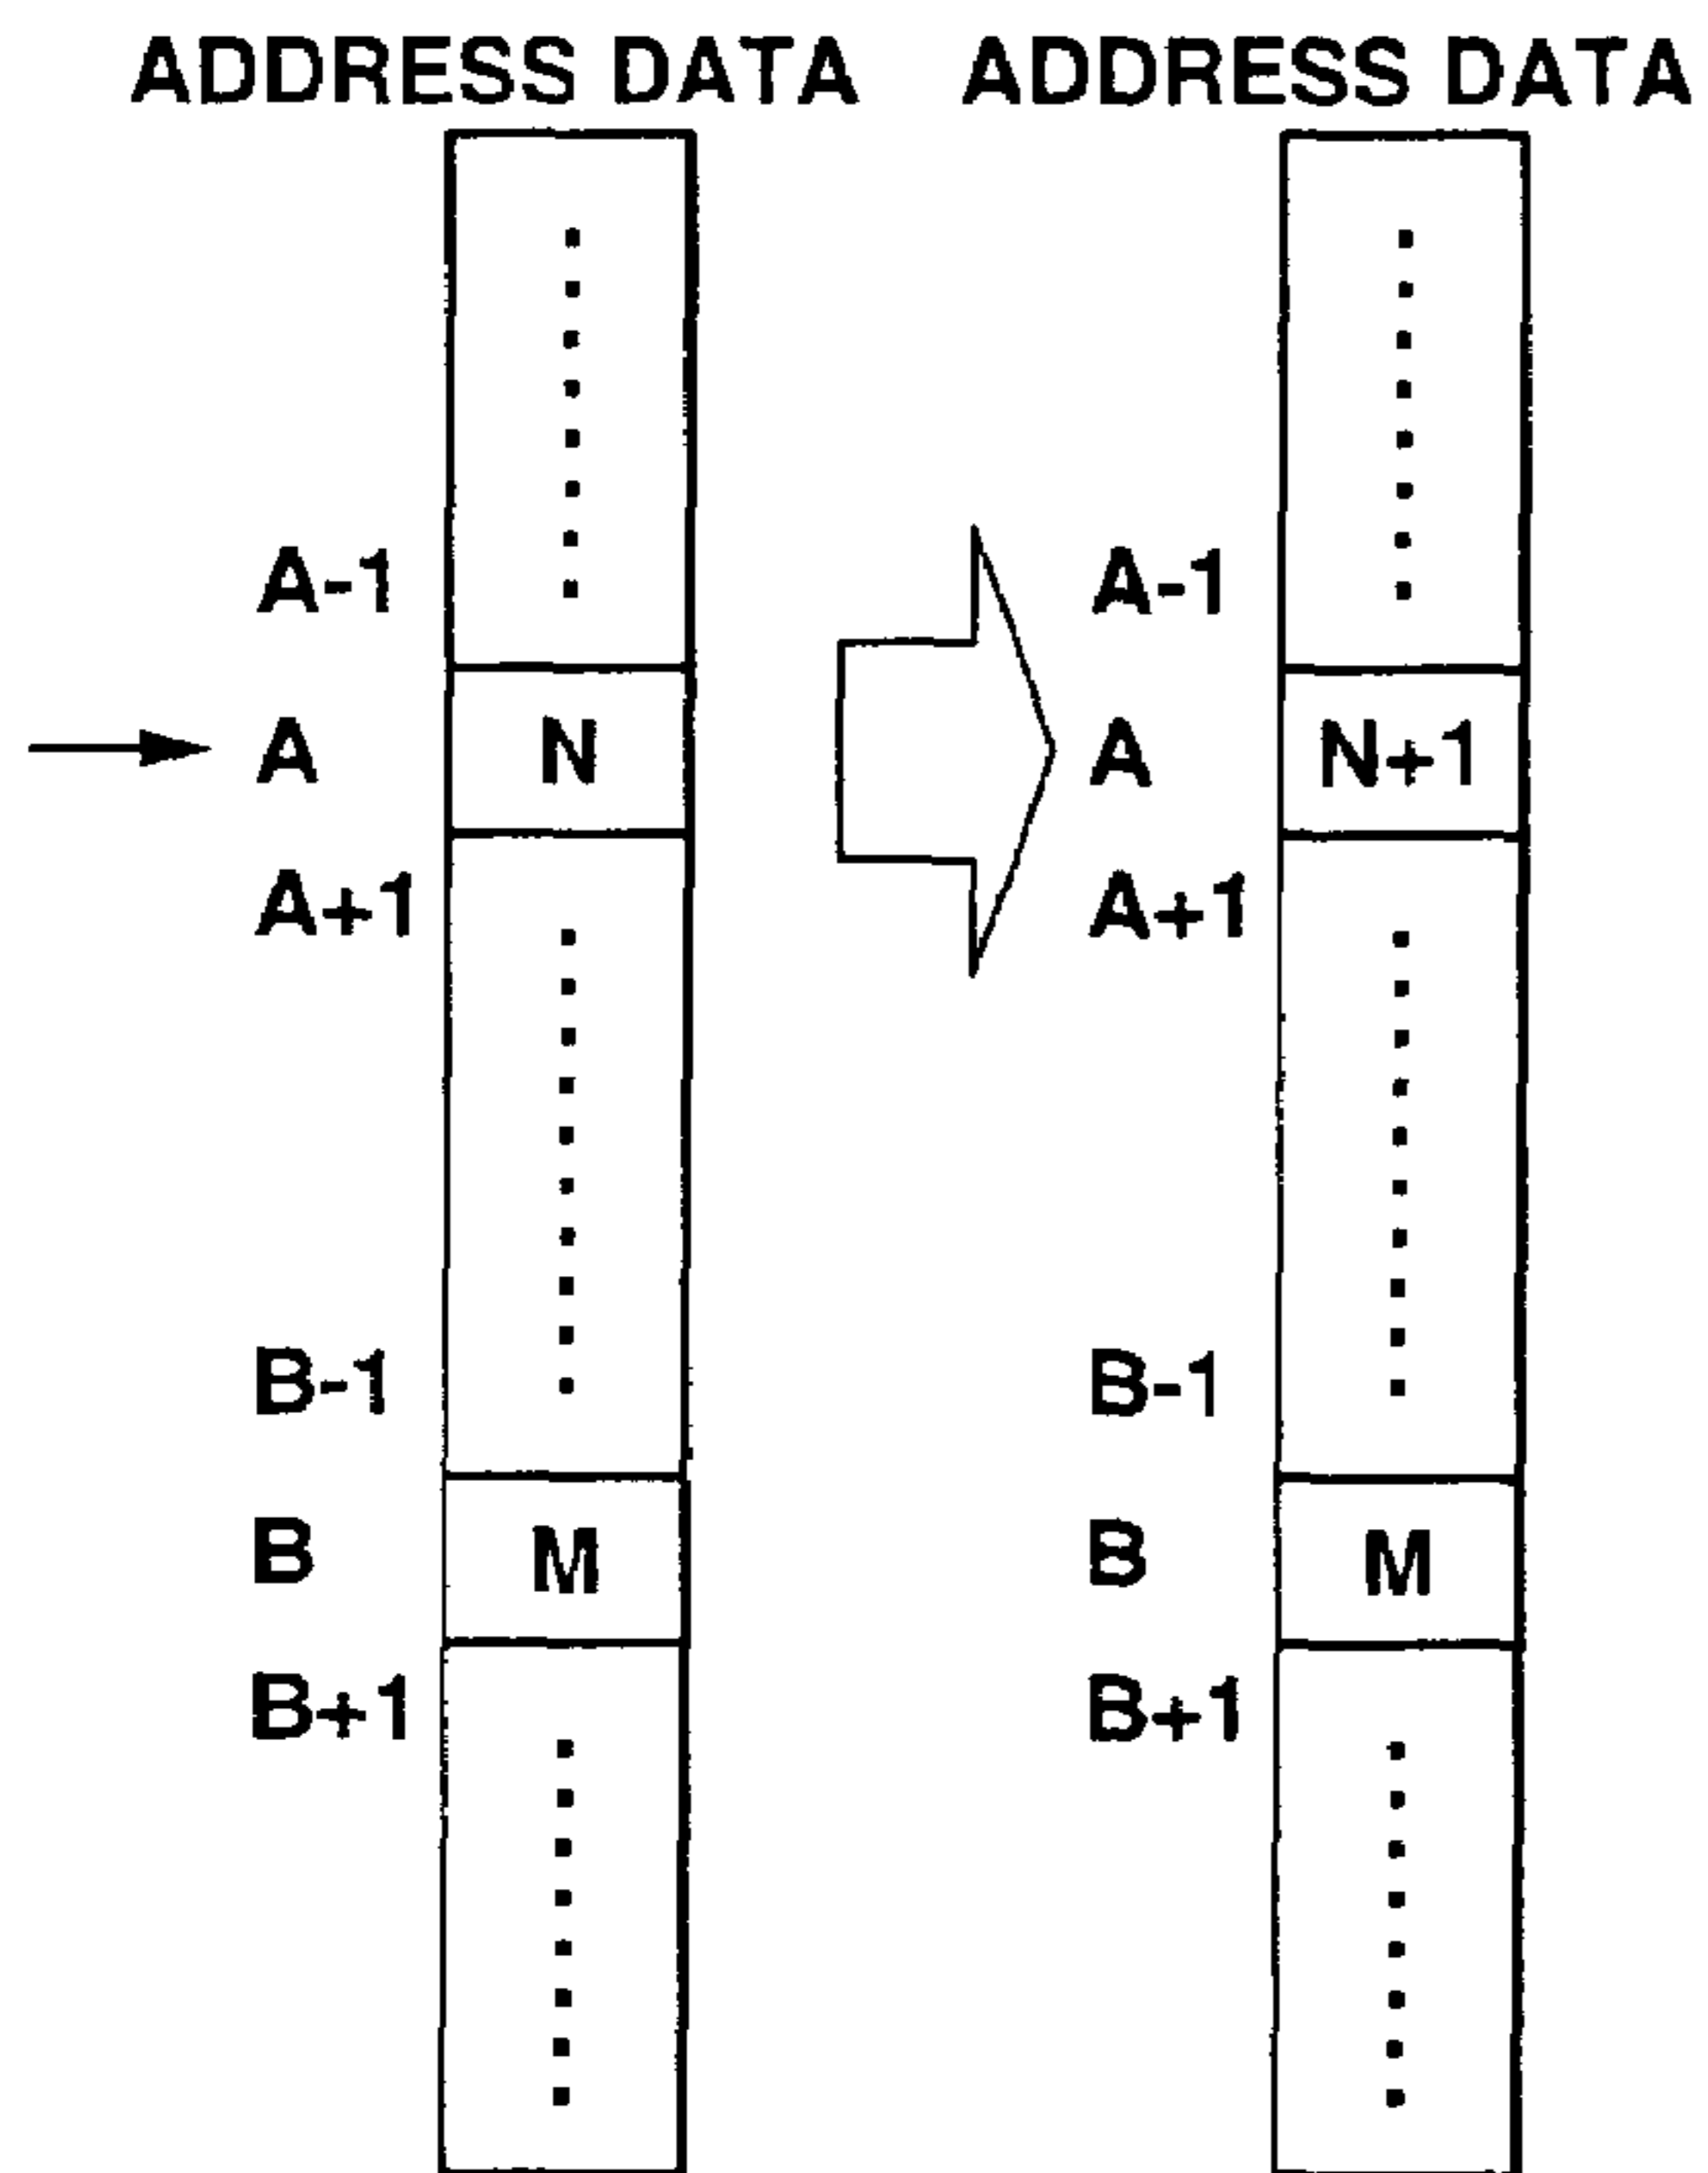 ADDRESS DATA ADDRESS DATA
A-1 A-1
A N A N+1
A+1 A+1
B-1 B-1
B M B M
B+1 B+1